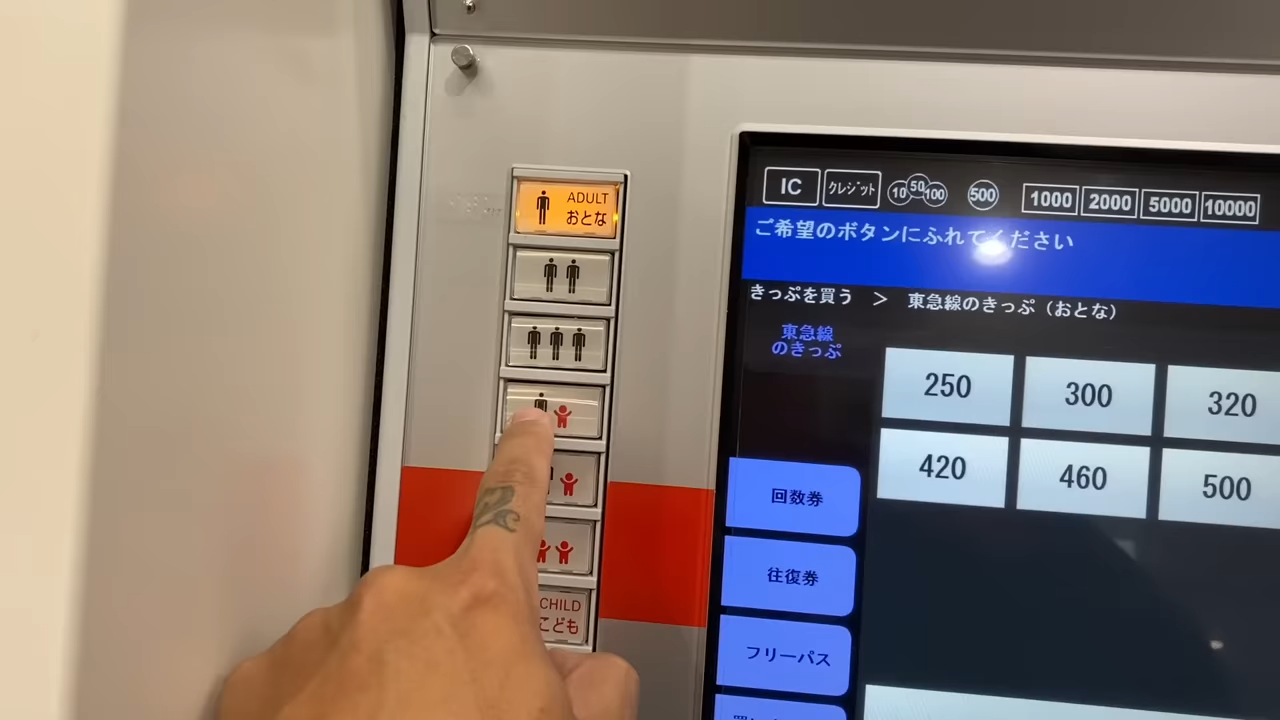 ADULT
おとな
CHILD
こども
IC
クレジット
10
50
100
500
1000
2000
5000
10000
ご希望のボタンにふれてください
きっぷを買う > 東急線のきっぷ(おとな)
東急線
のきっぷ
250
300
320
420
460
500
回数券
往復券
フリーパス